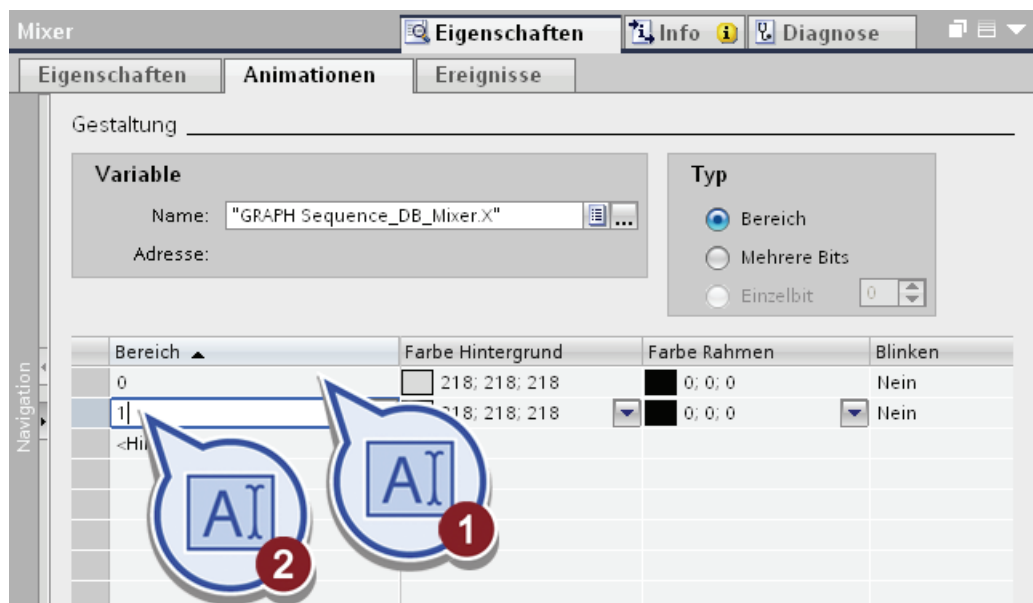 Mixer
Eigenschaften Info Diagnose
Eigenschaften Animationen Ereignisse
Gestaltung
Variable
Name: "GRAPH Sequence_DB_Mixer.X" ...
Adresse:
Typ
Bereich
Mehrere Bits
Einzelbit 0
Navigation
Bereich Farbe Hintergrund Farbe Rahmen Blinken
0 218; 218; 218 0; 0; 0 Nein
1 218; 218; 218 0; 0; 0 Nein
A 1
A 2